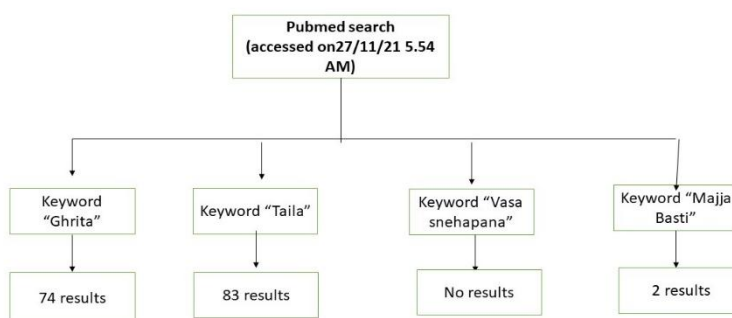 Pubmed search
(accessed on27/11/21 5.54
AM)
Keyword
“Ghrita”
Keyword “Taila”
Keyword “Vasa
snehapana”
Keyword “Majja
Basti”
74 results
83 results
No results
2 results